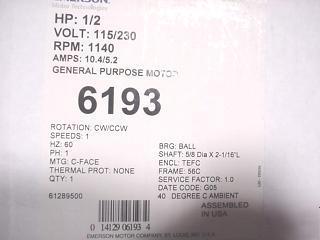 EMERSON
Motor Technologies
HP: 1/2
VOLT: 115/230
RPM: 1140
AMPS: 10.4/5.2
GENERAL PURPOSE MOTOR
6193
ROTATION: CW/CCW
SPEEDS: 1
HZ: 60
PH: 1
MTG: C-FACE
THERMAL PROT: NONE
QTY: 1
BRG: BALL
SHAFT: 5/8 Dia X 2-1/16"L
ENCL: TEFC
FRAME: 56C
SERVICE FACTOR: 1.0
DATE CODE: G05
40 DEGREE C AMBIENT
61289500
ASSEMBLED
IN USA
0 14129 06193 4
EMERSON MOTOR COMPANY, ST. LOUIS, MO. U.S.A.